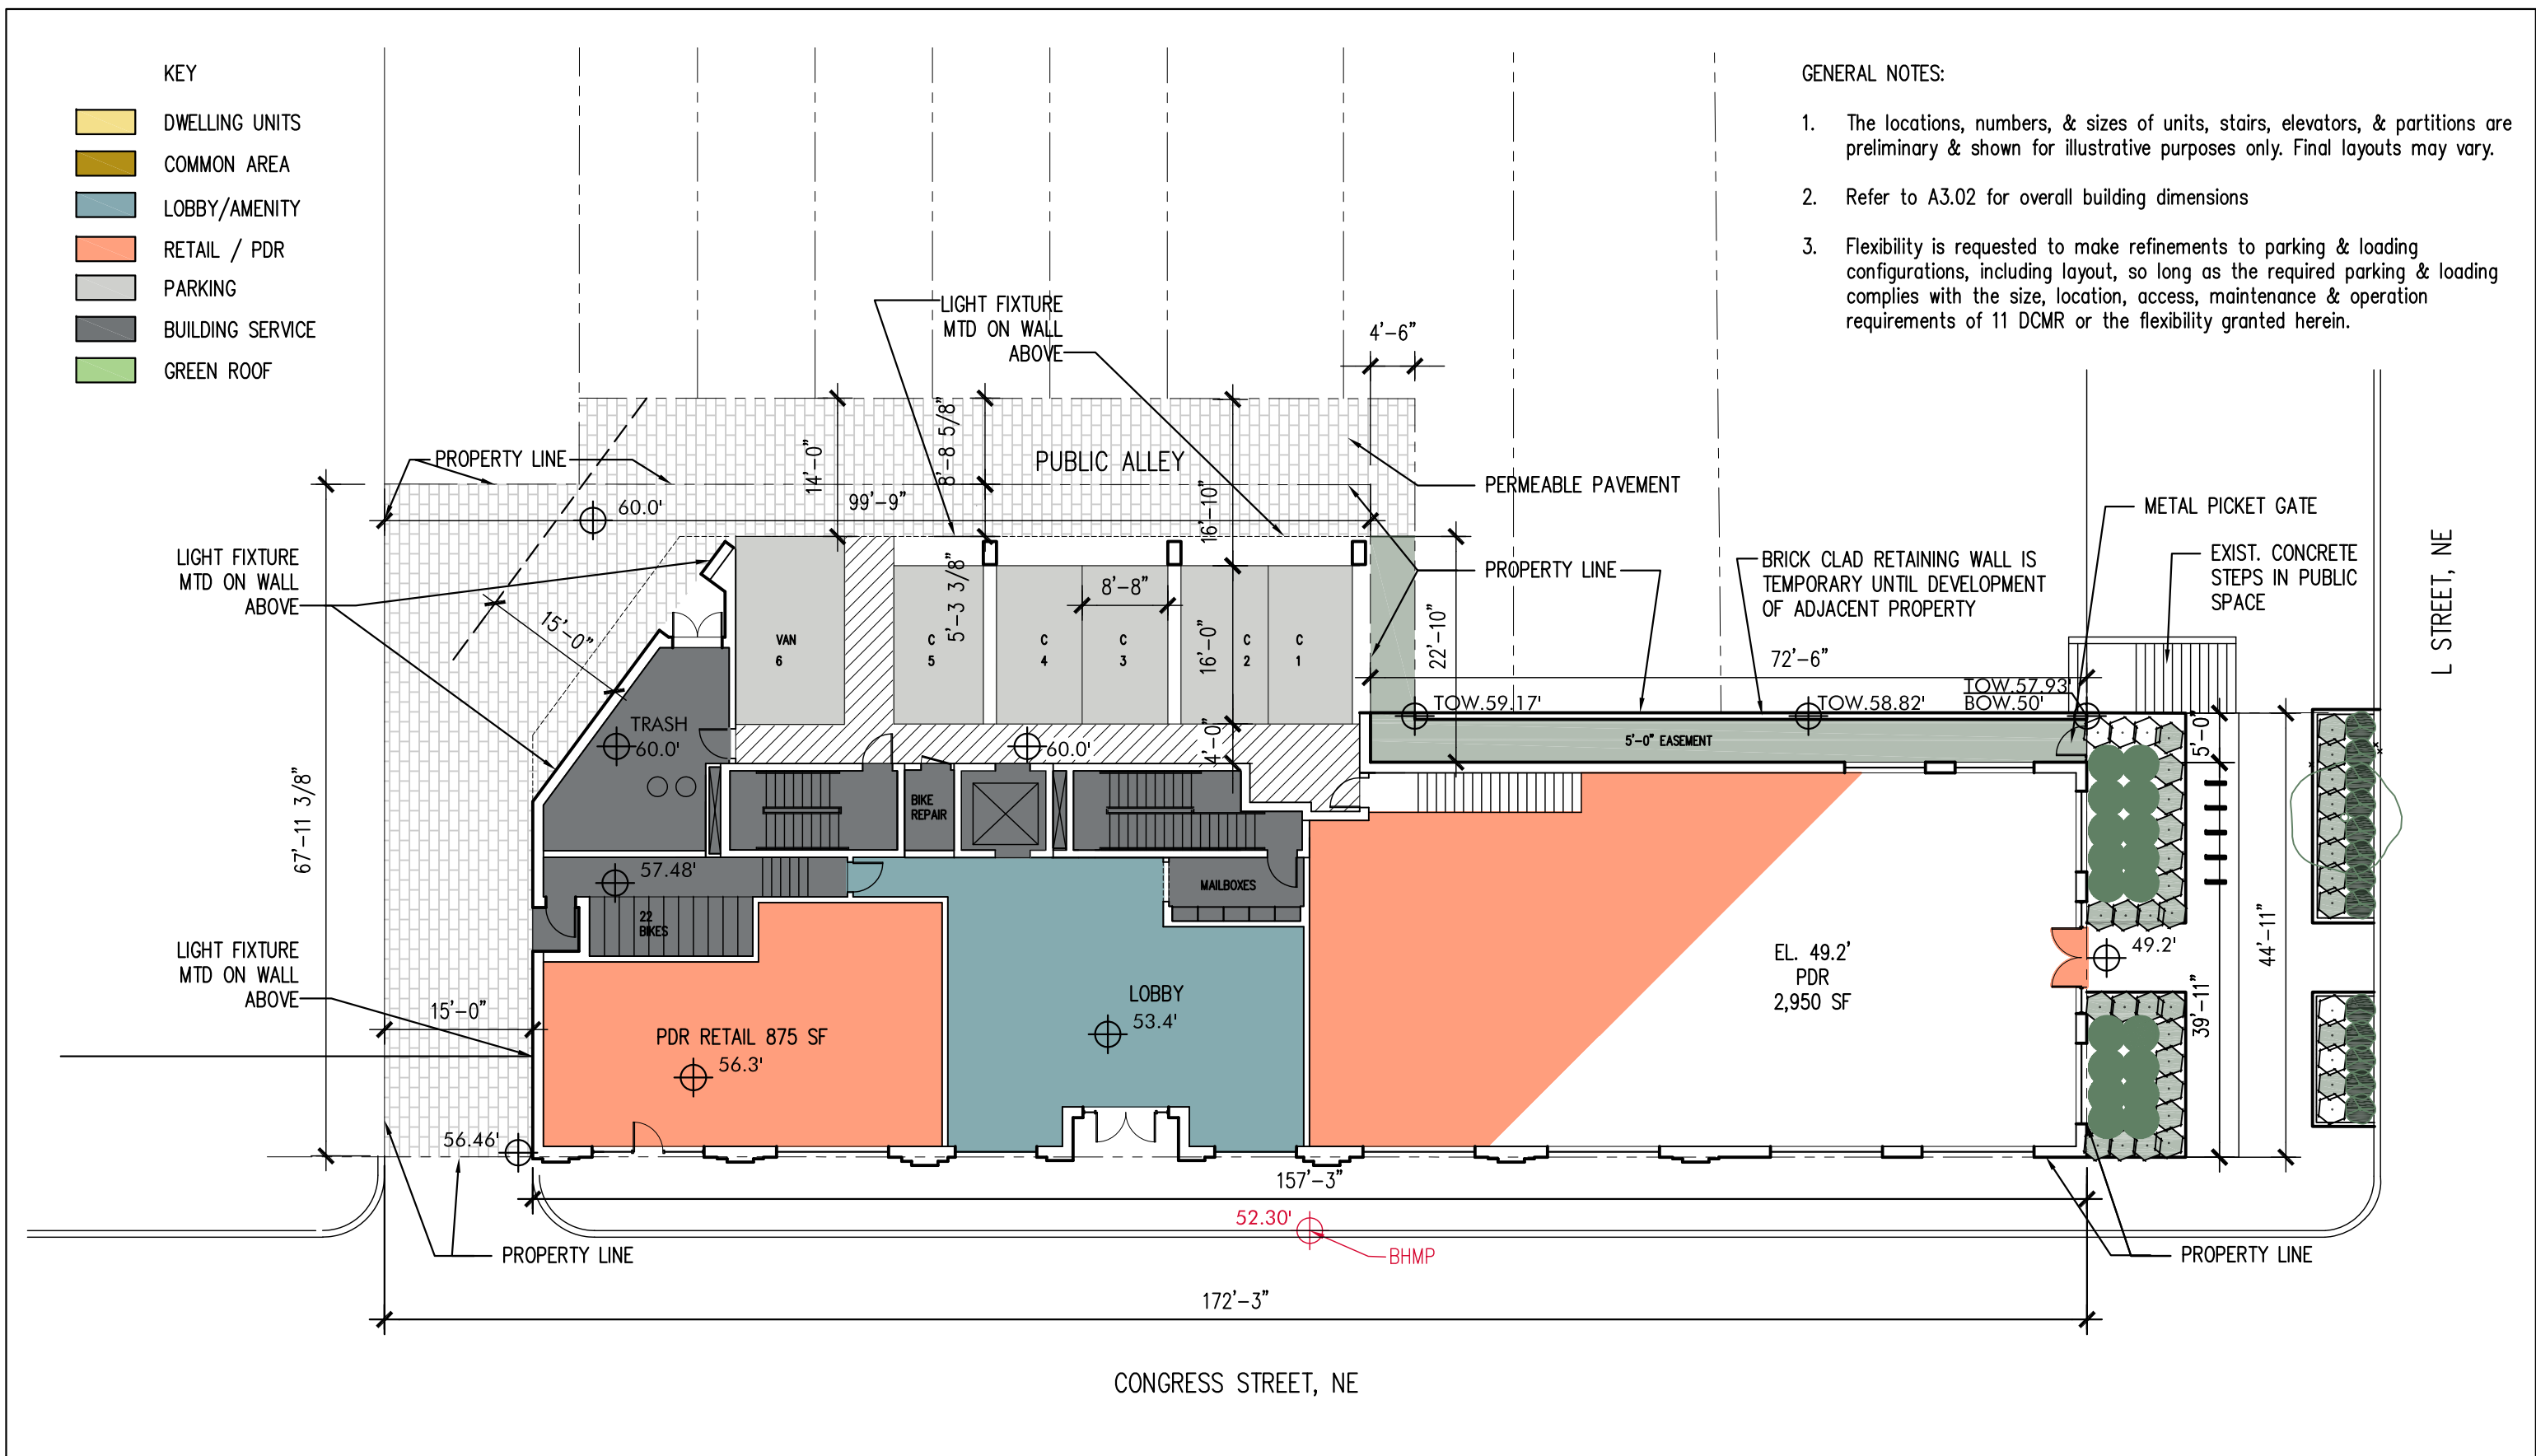 KEY
DWELLING UNITS
COMMON AREA
LOBBY/AMENITY
RETAIL / PDR
PARKING
BUILDING SERVICE
GREEN ROOF
GENERAL NOTES:
1. The locations, numbers, & sizes of units, stairs, elevators, & partitions are
preliminary & shown for illustrative purposes only. Final layouts may vary.
2. Refer to A3.02 for overall building dimensions
3. Flexibility is requested to make refinements to parking & loading
configurations, including layout, so long as the required parking & loading
complies with the size, location, access, maintenance & operation
requirements of 11 DCMR or the flexibility granted herein.
LIGHT FIXTURE
MTD ON WALL
ABOVE
4'-6"
PROPERTY LINE
14'-0"
8'-8 5/8"
PUBLIC ALLEY
99'-9"
60.0'
16'-10"
PERMEABLE PAVEMENT
METAL PICKET GATE
LIGHT FIXTURE
MTD ON WALL
ABOVE
15'-0"
5'-3 3/8"
8'-8"
16'-0"
22'-10"
PROPERTY LINE
BRICK CLAD RETAINING WALL IS
TEMPORARY UNTIL DEVELOPMENT
OF ADJACENT PROPERTY
EXIST. CONCRETE
STEPS IN PUBLIC
SPACE
L STREET, NE
VAN
6
C
5
C
4
C
3
C
2
C
1
72'-6"
TOW.59.17'
TOW.58.82'
TOW.57.93'
BOW.50'
TRASH
60.0'
60.0'
4'-0"
5'-0" EASEMENT
5'-0"
67'-11 3/8"
BIKE
REPAIR
57.48'
MAILBOXES
22
BIKES
LIGHT FIXTURE
MTD ON WALL
ABOVE
15'-0"
PDR RETAIL 875 SF
56.3'
LOBBY
53.4'
EL. 49.2'
PDR
2,950 SF
49.2'
44'-11"
39'-11"
56.46'
157'-3"
52.30'
BHMP
PROPERTY LINE
PROPERTY LINE
172'-3"
CONGRESS STREET, NE